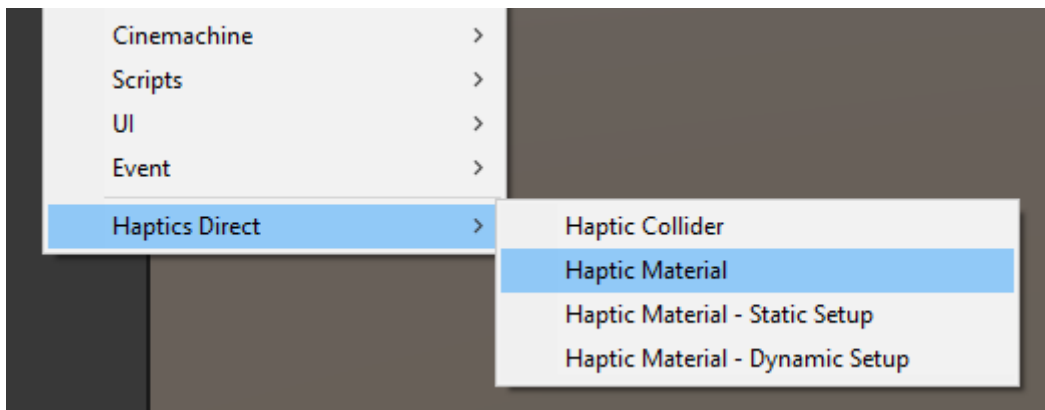 Cinemachine
Scripts
UI
Event
Haptics Direct
Haptic Collider
Haptic Material
Haptic Material - Static Setup
Haptic Material - Dynamic Setup